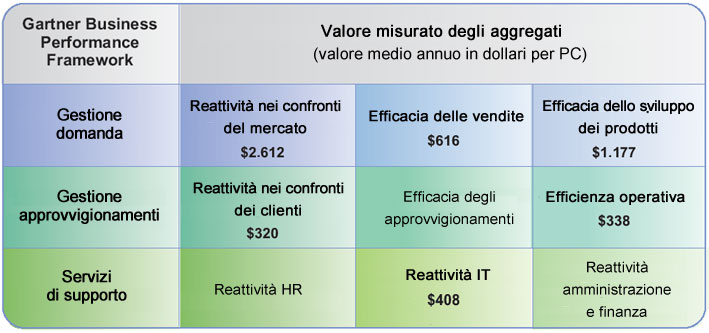 Gartner Business
Performance
Framework
Valore misurato degli aggregati
(valore medio annuo in dollari per PC)
Gestione
domanda
Reattività nei confronti
del mercato
$2.612
Efficacia delle vendite
$616
Efficacia dello sviluppo
dei prodotti
$1.177
Gestione
approvvigionamenti
Reattività nei confronti
dei clienti
$320
Efficacia degli
approvvigionamenti
Efficienza operativa
$338
Servizi
di supporto
Reattività HR
Reattività IT
$408
Reattività
amministrazione
e finanza